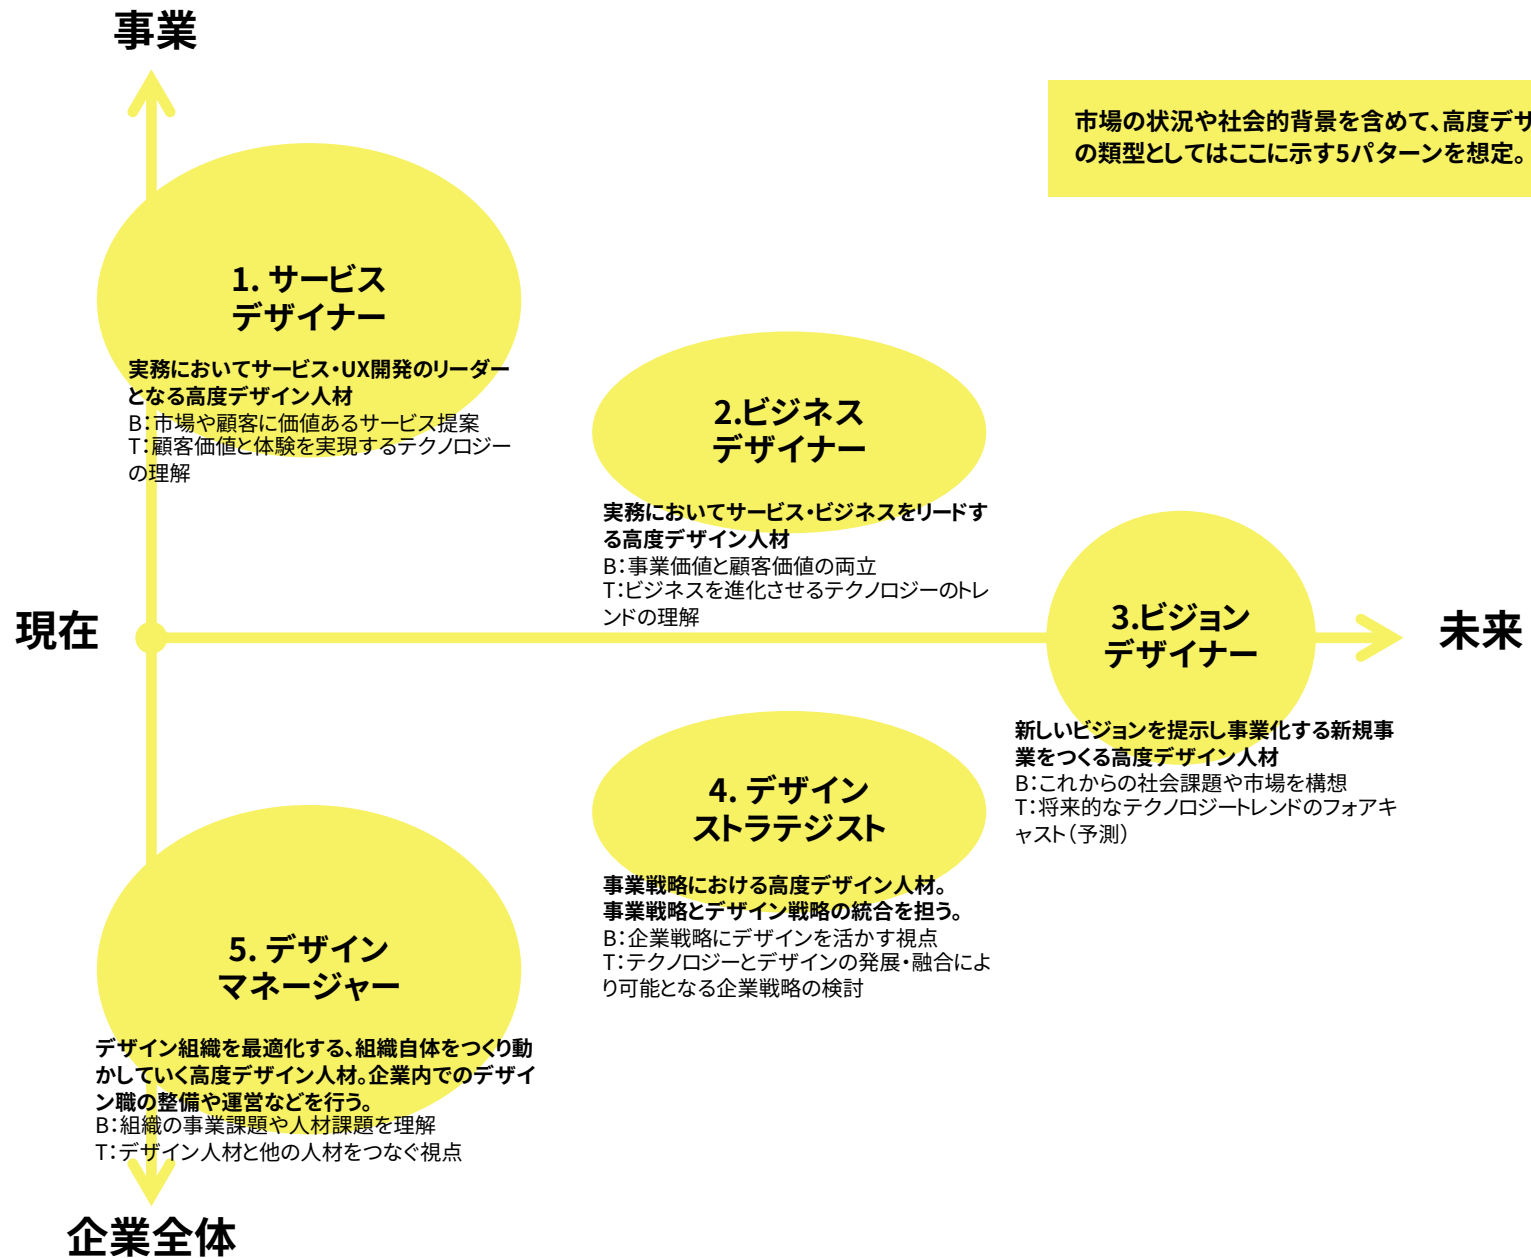 事業
市場の状況や社会的背景を含めて、高度デザ
の類型としてはここに示す5パターンを想定。
1. サービス
デザイナー
実務においてサービス・UX開発のリーダー
となる高度デザイン人材
B：市場や顧客に価値あるサービス提案
T：顧客価値と体験を実現するテクノロジー
の理解
2.ビジネス
デザイナー
実務においてサービス・ビジネスをリードす
る高度デザイン人材
B：事業価値と顧客価値の両立
T：ビジネスを進化させるテクノロジーのトレ
ンドの理解
現在
未来
3.ビジョン
デザイナー
新しいビジョンを提示し事業化する新規事
業をつくる高度デザイン人材
B：これからの社会課題や市場を構想
T：将来的なテクノロジートレンドのフォアキ
ャスト（予測）
4. デザイン
ストラテジスト
事業戦略における高度デザイン人材。
事業戦略とデザイン戦略の統合を担う。
B：企業戦略にデザインを活かす視点
T：テクノロジーとデザインの発展・融合によ
り可能となる企業戦略の検討
5. デザイン
マネージャー
デザイン組織を最適化する、組織自体をつくり動
かしていく高度デザイン人材。企業内でのデザイ
ン職の整備や運営などを行う。
B：組織の事業課題や人材課題を理解
T：デザイン人材と他の人材をつなぐ視点
企業全体